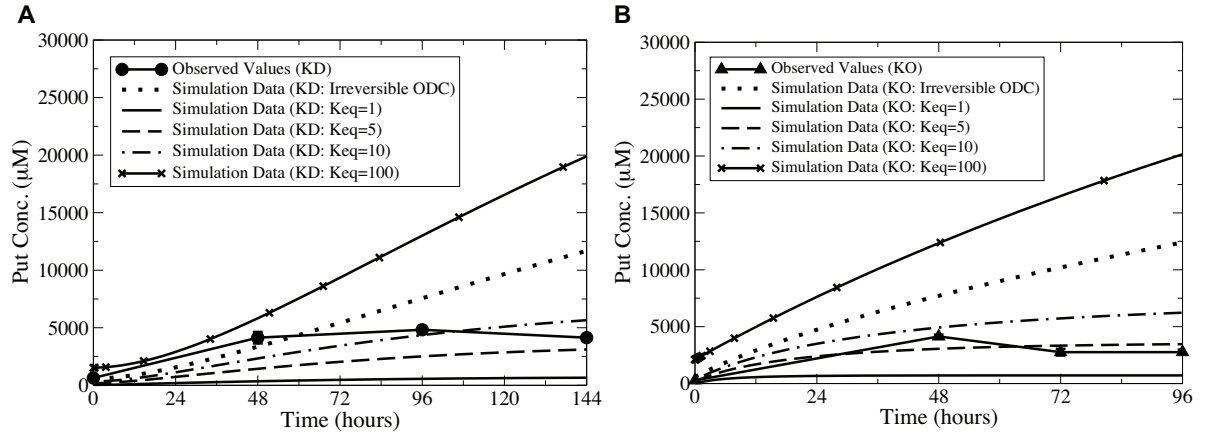 A
30000
25000
20000
15000
10000
5000
0
Put Conc. (μM)
Observed Values (KD)
Simulation Data (KD: Irreversible ODC)
Simulation Data (KD: Keq=1)
Simulation Data (KD: Keq=5)
Simulation Data (KD: Keq=10)
Simulation Data (KD: Keq=100)
0 24 48 72 96 120 144
Time (hours)
B
30000
25000
20000
15000
10000
5000
0
Put Conc. (μM)
Observed Values (KO)
Simulation Data (KO: Irreversible ODC)
Simulation Data (KO: Keq=1)
Simulation Data (KO: Keq=5)
Simulation Data (KO: Keq=10)
Simulation Data (KO: Keq=100)
0 24 48 72 96
Time (hours)